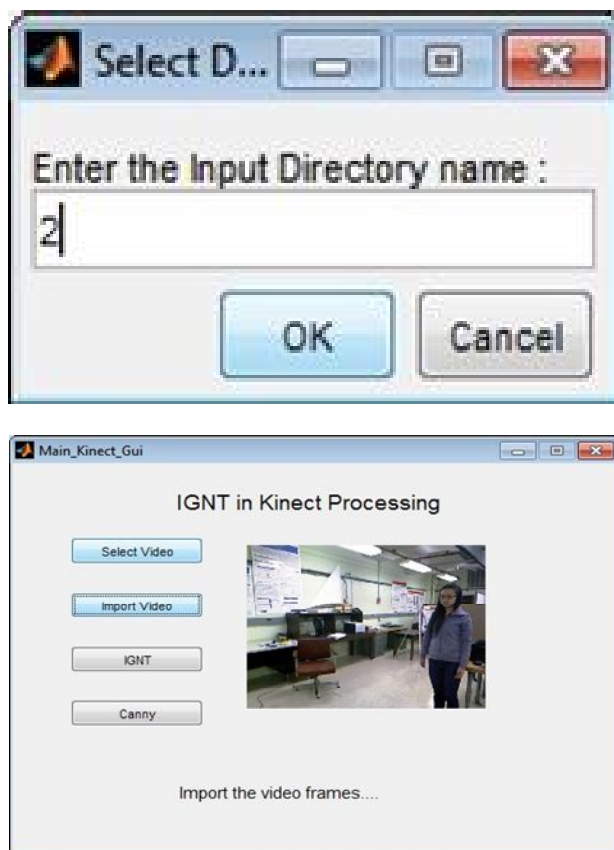 Select D...
Enter the Input Directory name :
2
OK Cancel
Main_Kinect_Gui
IGNT in Kinect Processing
Select Video
Import Video
IGNT
Canny
Import the video frames....